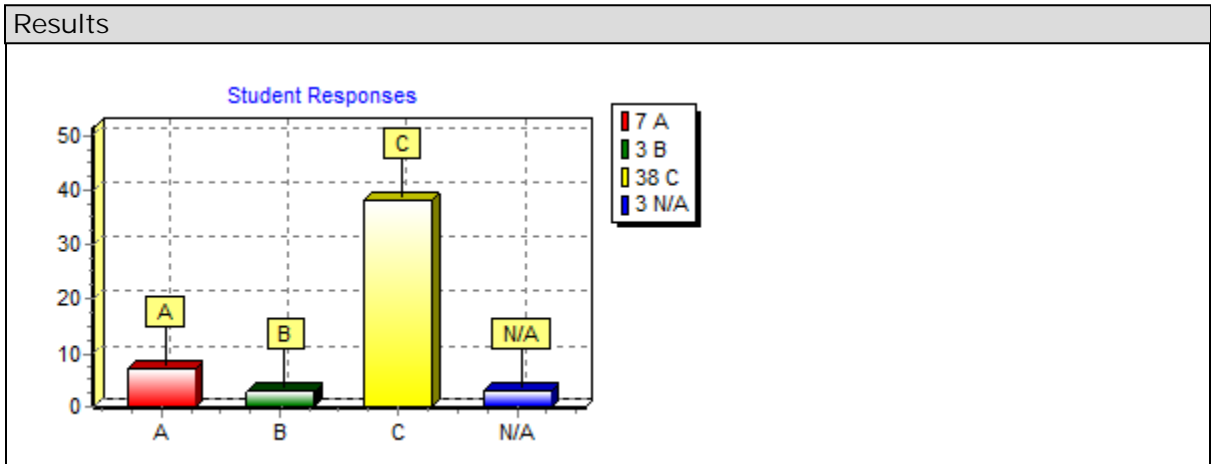 Results
Student Responses
50
40
30
20
10
0
A
B
C
N/A
A
B
C
N/A
7 A
3 B
38 C
3 N/A